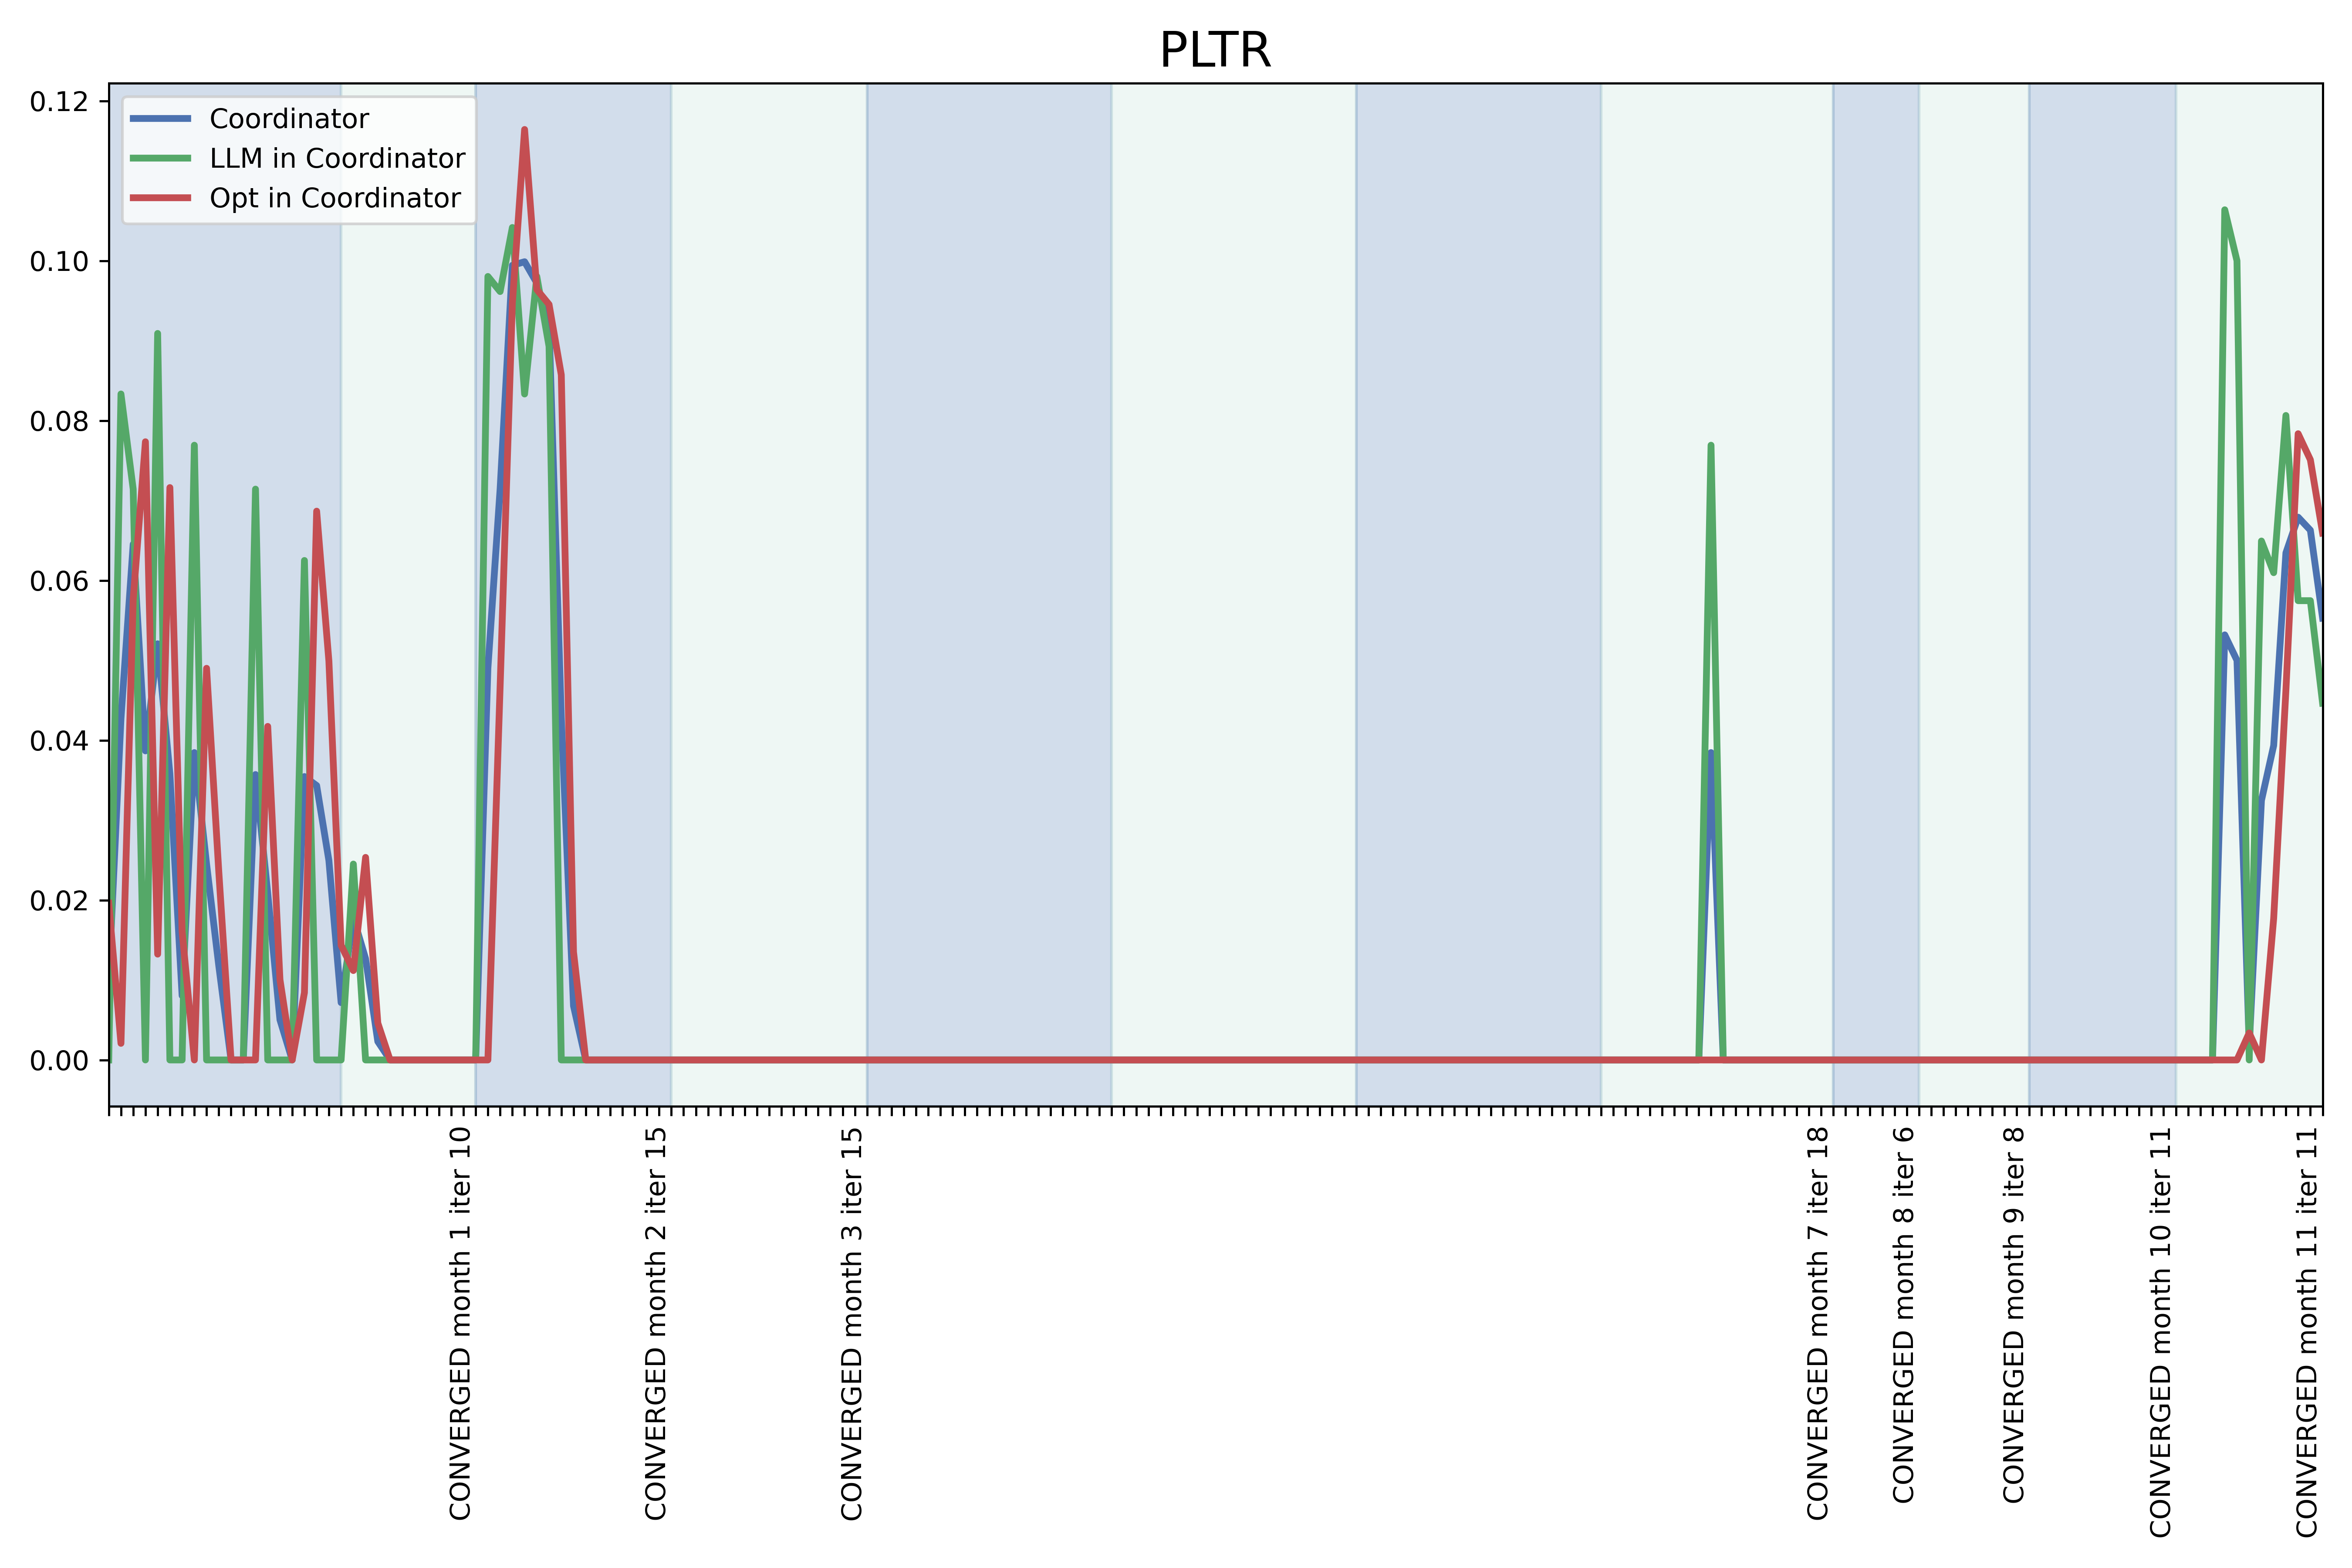 PLTR
Coordinator
LLM in Coordinator
Opt in Coordinator
0.12
0.10
0.08
0.06
0.04
0.02
0.00
CONVERGED month 1 iter 10
CONVERGED month 2 iter 15
CONVERGED month 3 iter 15
CONVERGED month 7 iter 18
CONVERGED month 8 iter 6
CONVERGED month 9 iter 8
CONVERGED month 10 iter 11
CONVERGED month 11 iter 11